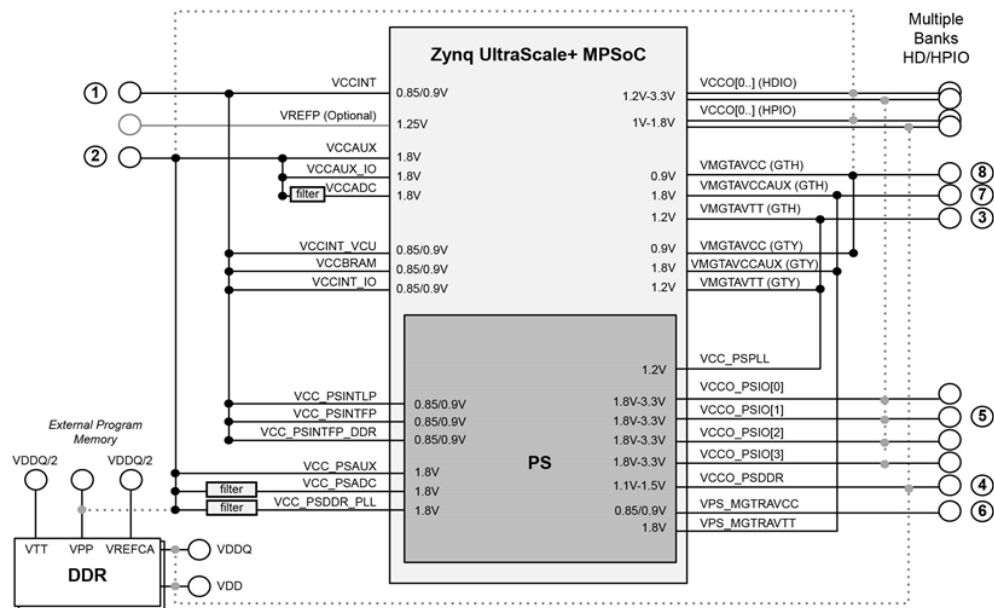 Zynq UltraScale+ MPSoC
Multiple
Banks
HD/HPIO
1
VCCINT
0.85/0.9V
VREFP (Optional)
1.25V
2
VCCAUX
1.8V
VCCAUX_IO
1.8V
filter
VCCADC
1.8V
VCCINT_VCU
0.85/0.9V
VCCBRAM
0.85/0.9V
VCCINT_IO
0.85/0.9V
1.2V-3.3V
VCCO[0..] (HDIO)
1V-1.8V
VCCO[0..] (HPIO)
0.9V
VMGTAVCC (GTH)
8
1.8V
VMGTAVCCAUX (GTH)
7
1.2V
VMGTAVTT (GTH)
3
0.9V
VMGTAVCC (GTY)
1.8V
VMGTAVCCAUX (GTY)
1.2V
VMGTAVTT (GTY)
PS
VCC_PSINTLP
0.85/0.9V
VCC_PSINTFP
0.85/0.9V
VCC_PSINTFP_DDR
0.85/0.9V
VCC_PSAUX
1.8V
filter
VCC_PSADC
1.8V
filter
VCC_PSDDR_PLL
1.8V
1.2V
VCC_PSPLL
1.8V-3.3V
VCCO_PSIO[0]
1.8V-3.3V
VCCO_PSIO[1]
5
1.8V-3.3V
VCCO_PSIO[2]
1.8V-3.3V
VCCO_PSIO[3]
1.1V-1.5V
VCCO_PSDDR
4
0.85/0.9V
VPS_MGTRAVCC
6
1.8V
VPS_MGTRAVTT
External Program
Memory
VDDQ/2
VDDQ/2
VTT
VPP
VREFCA
DDR
VDDQ
VDD